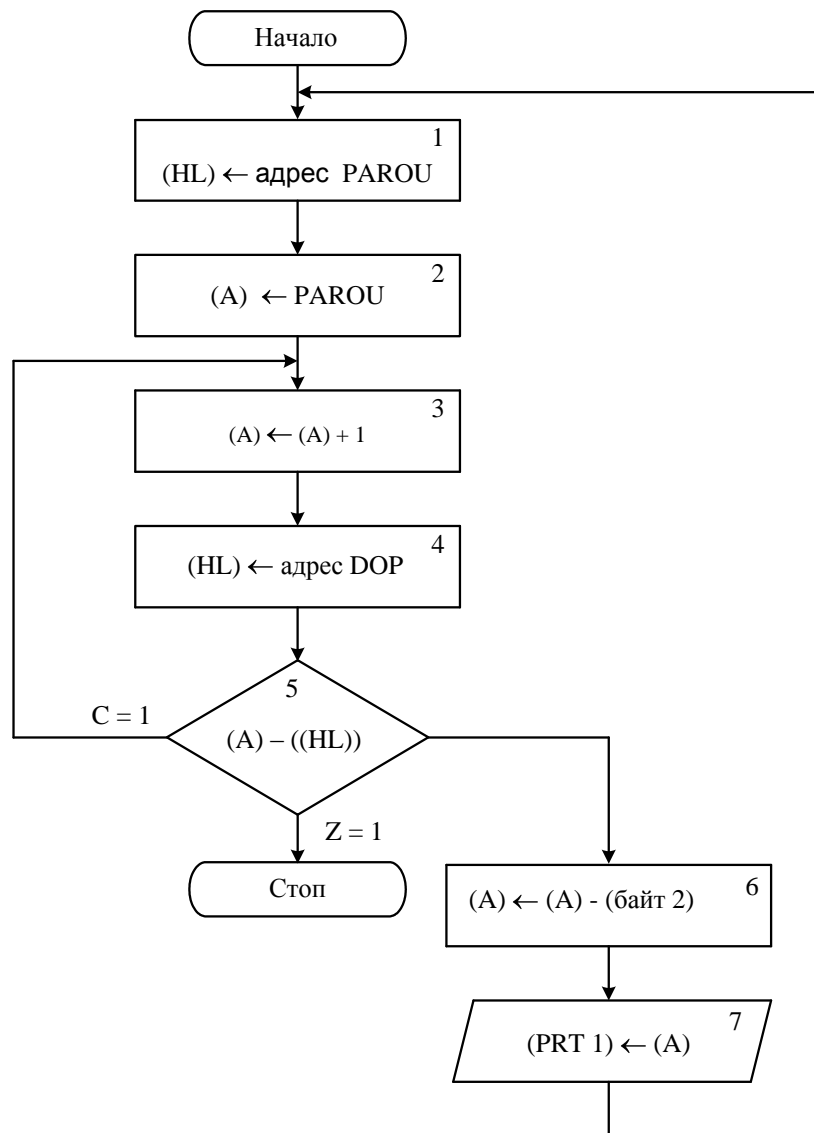 Начало
1
(HL) ← адрес PAROU
2
(A) ← PAROU
3
(A) ← (A) + 1
4
(HL) ← адрес DOP
5
C = 1
(A) – ((HL))
Z = 1
Стоп
6
(A) ← (A) - (байт 2)
7
(PRT 1) ← (A)